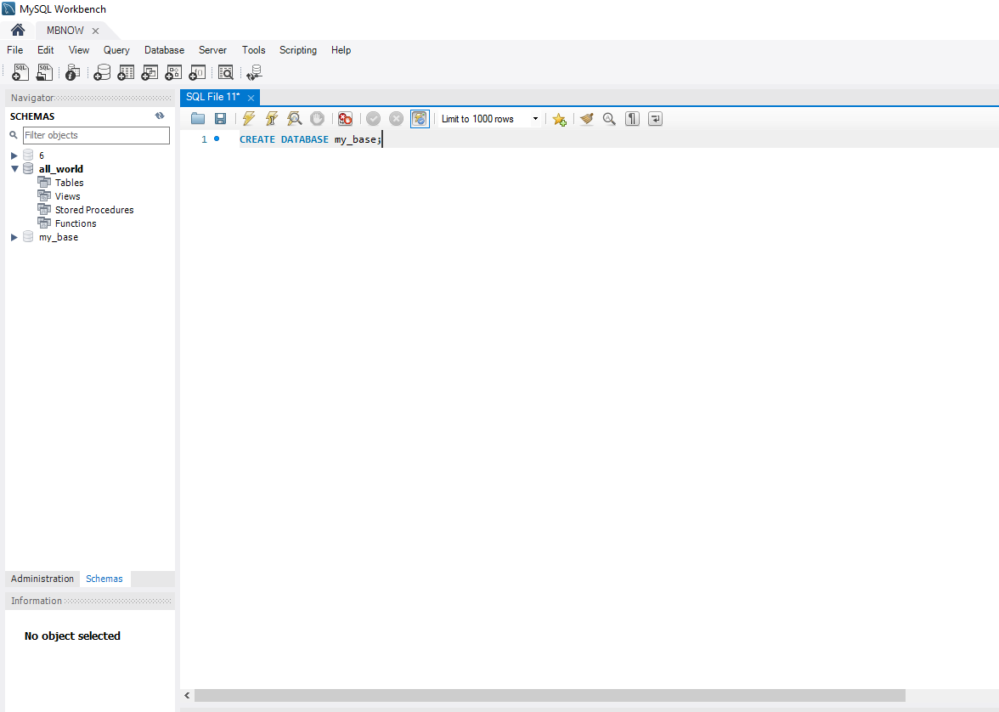 MySQL Workbench
MBNOW
File Edit View Query Database Server Tools Scripting Help
Navigator
SQL File 11*
SCHEMAS
Limit to 1000 rows
Filter objects
1 CREATE DATABASE my_base;
6
all_world
Tables
Views
Stored Procedures
Functions
my_base
Administration Schemas
Information
No object selected